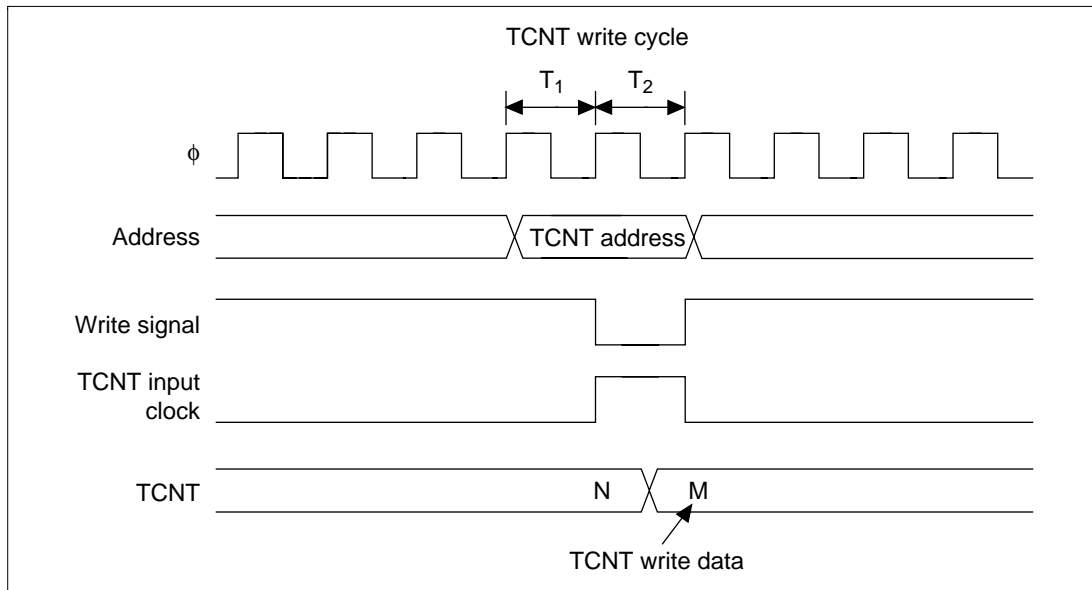 TCNT write cycle
T1 T2
ϕ
Address
TCNT address
Write signal
TCNT input
clock
TCNT
N M
TCNT write data